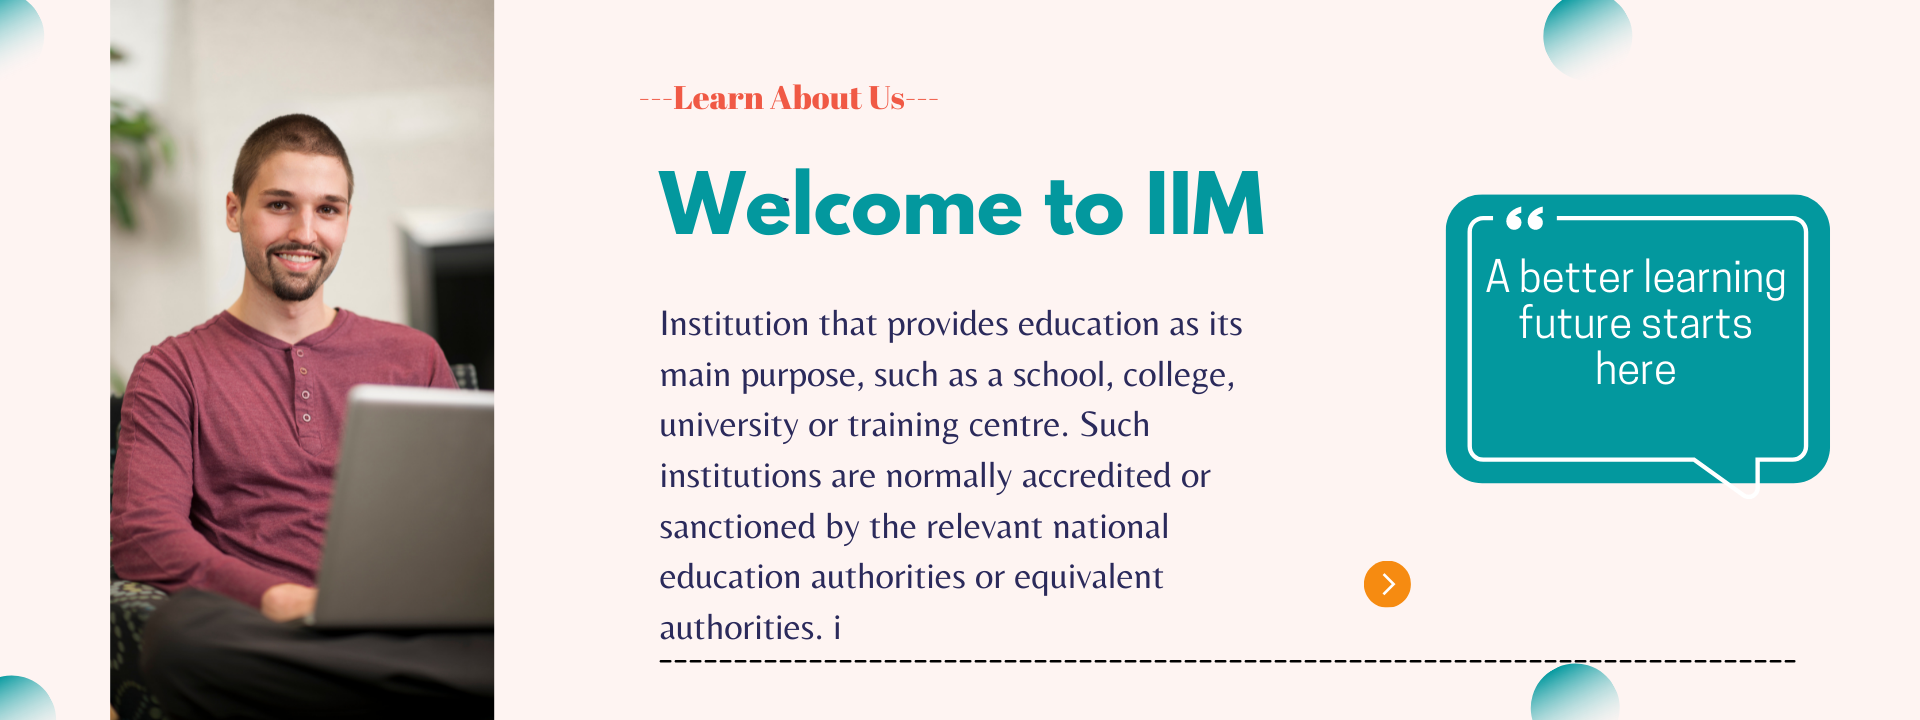 ---Learn About Us---
Welcome to IIM
Institution that provides education as its
main purpose, such as a school, college,
university or training centre. Such
institutions are normally accredited or
sanctioned by the relevant national
education authorities or equivalent
authorities. i
“
A better learning
future starts
here